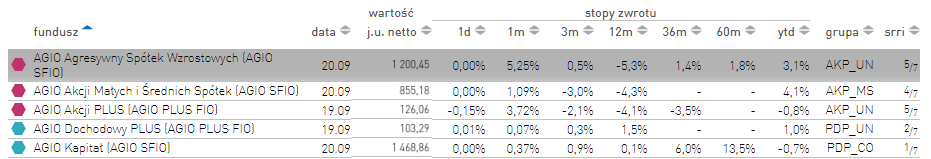 wartość stopy zwrotu
fundusz data j.u. netto 1d 1m 3m 12m 36m 60m ytd grupa srri
AGIO Agresywny Spółek Wzrostowych (AGIO
SFIO) 20.09 1 200,45 0,00% 5,25% 0,5% -5,3% 1,4% 1,8% 3,1% AKP_UN 5/7
AGIO Akcji Małych i Średnich Spółek (AGIO SFIO) 20.09 855,18 0,00% 1,09% -3,0% -4,3% - - 4,1% AKP_MS 4/7
AGIO Akcji PLUS (AGIO PLUS FIO) 19.09 126,06 -0,15% 3,72% -2,1% -4,1% -3,5% -0,8% AKP_UN 5/7
AGIO Dochodowy PLUS (AGIO PLUS FIO) 19.09 103,29 0,01% 0,07% 0,3% 1,5% - - 1,0% PDP_UN 2/7
AGIO Kapitał (AGIO SFIO) 20.09 1 468,86 0,00% 0,37% 0,9% 0,1% 6,0% 13,5% -0,7% PDP_CO 1/7